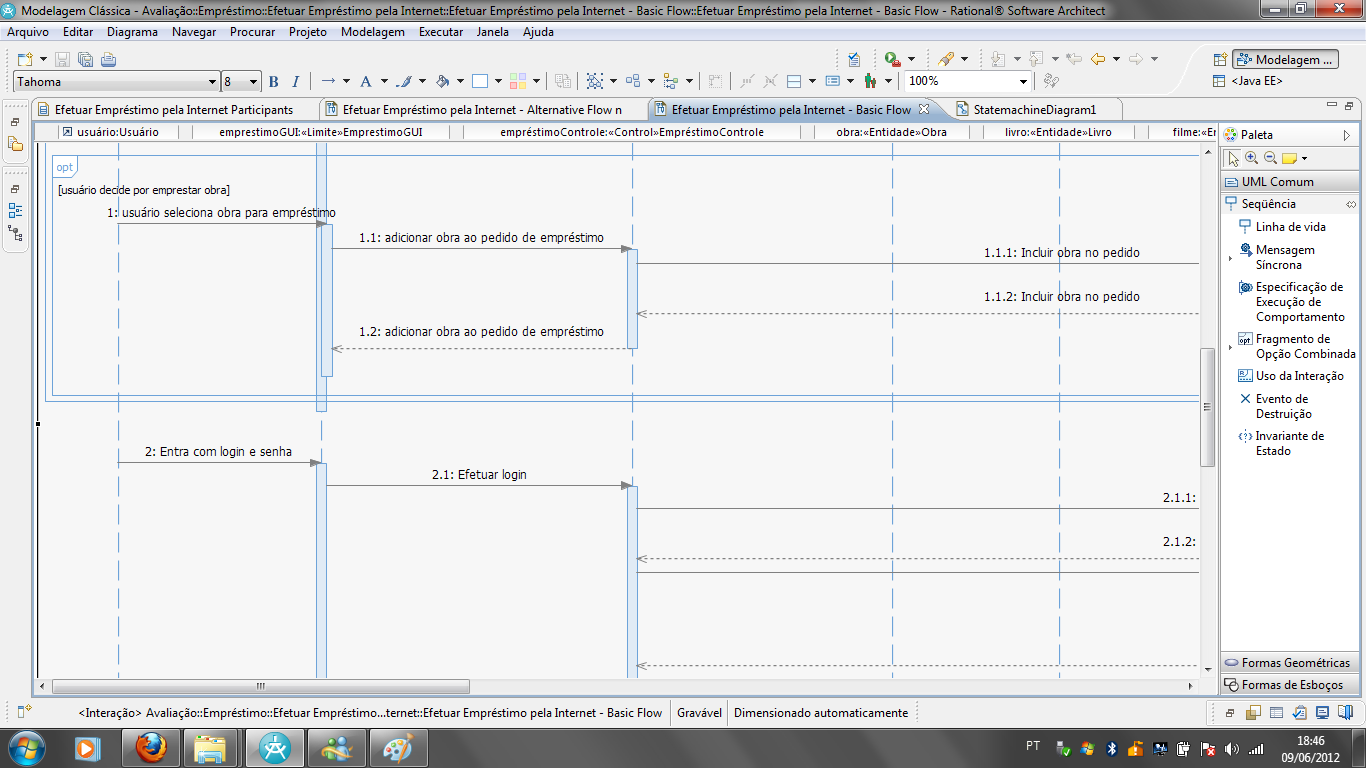 Modelagem Clássica - Avaliação::Empréstimo::Efetuar Empréstimo pela Internet::Efetuar Empréstimo pela Internet - Basic Flow::Efetuar Empréstimo pela Internet - Basic Flow - Rational® Software Architect
Arquivo Editar Diagrama Navegar Procurar Projeto Modelagem Executar Janela Ajuda
Modelagem ...
Tahoma 8 B I A 100% <Java EE>
Efetuar Empréstimo pela Internet Participants Efetuar Empréstimo pela Internet - Alternative Flow n Efetuar Empréstimo pela Internet - Basic Flow StatemachineDiagram1
usuário:Usuário emprestimoGUI:«Limite»EmprestimoGUI empréstimoControle:«Control»EmpréstimoControle obra:«Entidade»Obra livro:«Entidade»Livro filme:«Er
opt
[usuário decide por emprestar obra]
1: usuário seleciona obra para empréstimo
1.1: adicionar obra ao pedido de empréstimo
1.1.1: Incluir obra no pedido
1.1.2: Incluir obra no pedido
1.2: adicionar obra ao pedido de empréstimo
2: Entra com login e senha
2.1: Efetuar login
2.1.1:
2.1.2:
Paleta
UML Comum
Seqüência
Linha de vida
Mensagem
Síncrona
Especificação de
Execução de
Comportamento
opt
Fragmento de
Opção Combinada
Uso da Interação
Evento de
Destruição
Invariante de
Estado
Formas Geométricas
Formas de Esboços
<Interação> Avaliação::Empréstimo::Efetuar Empréstimo...ternet::Efetuar Empréstimo pela Internet - Basic Flow Gravável Dimensionado automaticamente
PT
18:46
09/06/2012